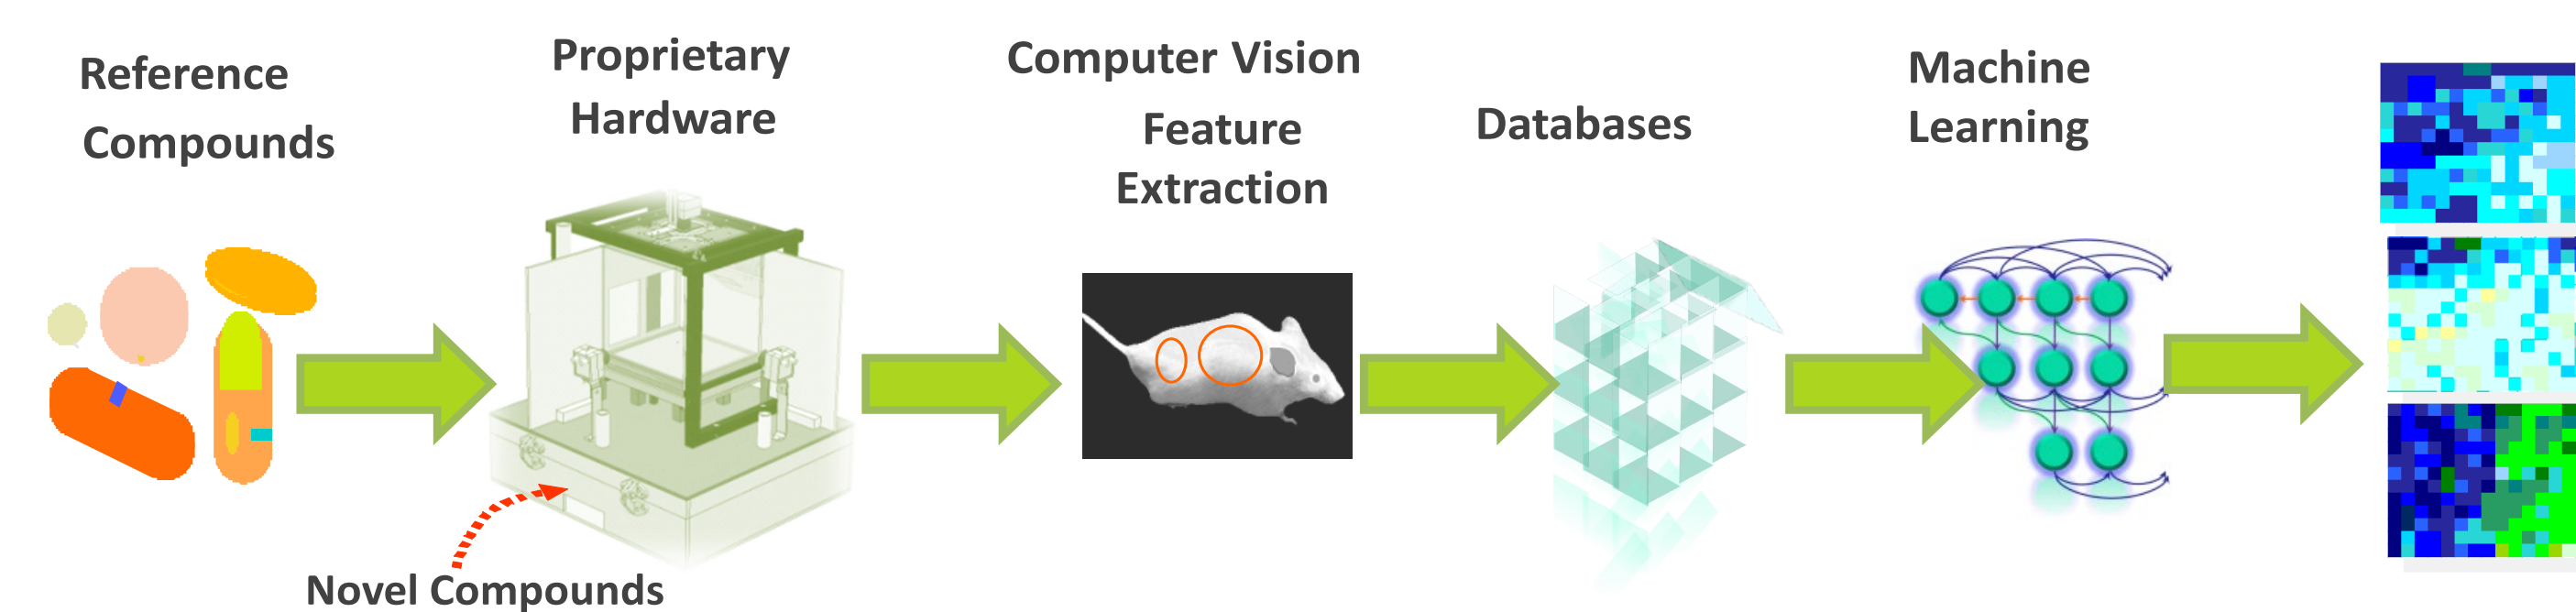 Reference
Compounds
Proprietary
Hardware
Computer Vision
Feature
Extraction
Databases
Machine
Learning
Novel Compounds